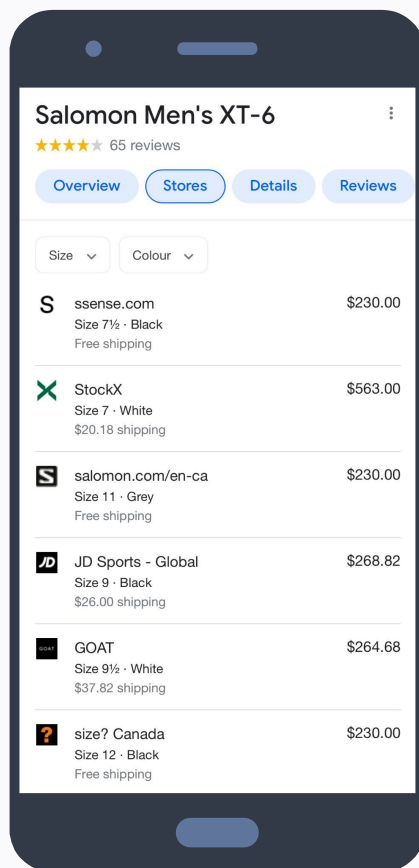 Salomon Men's XT-6
65 reviews
Overview Stores Details Reviews
Size Colour
S ssense.com $230.00
Size 7½ · Black
Free shipping
StockX $563.00
Size 7 · White
$20.18 shipping
S salomon.com/en-ca $230.00
Size 11 · Grey
Free shipping
JD JD Sports - Global $268.82
Size 9 · Black
$26.00 shipping
GOAT GOAT $264.68
Size 9½ · White
$37.82 shipping
? size? Canada $230.00
Size 12 · Black
Free shipping